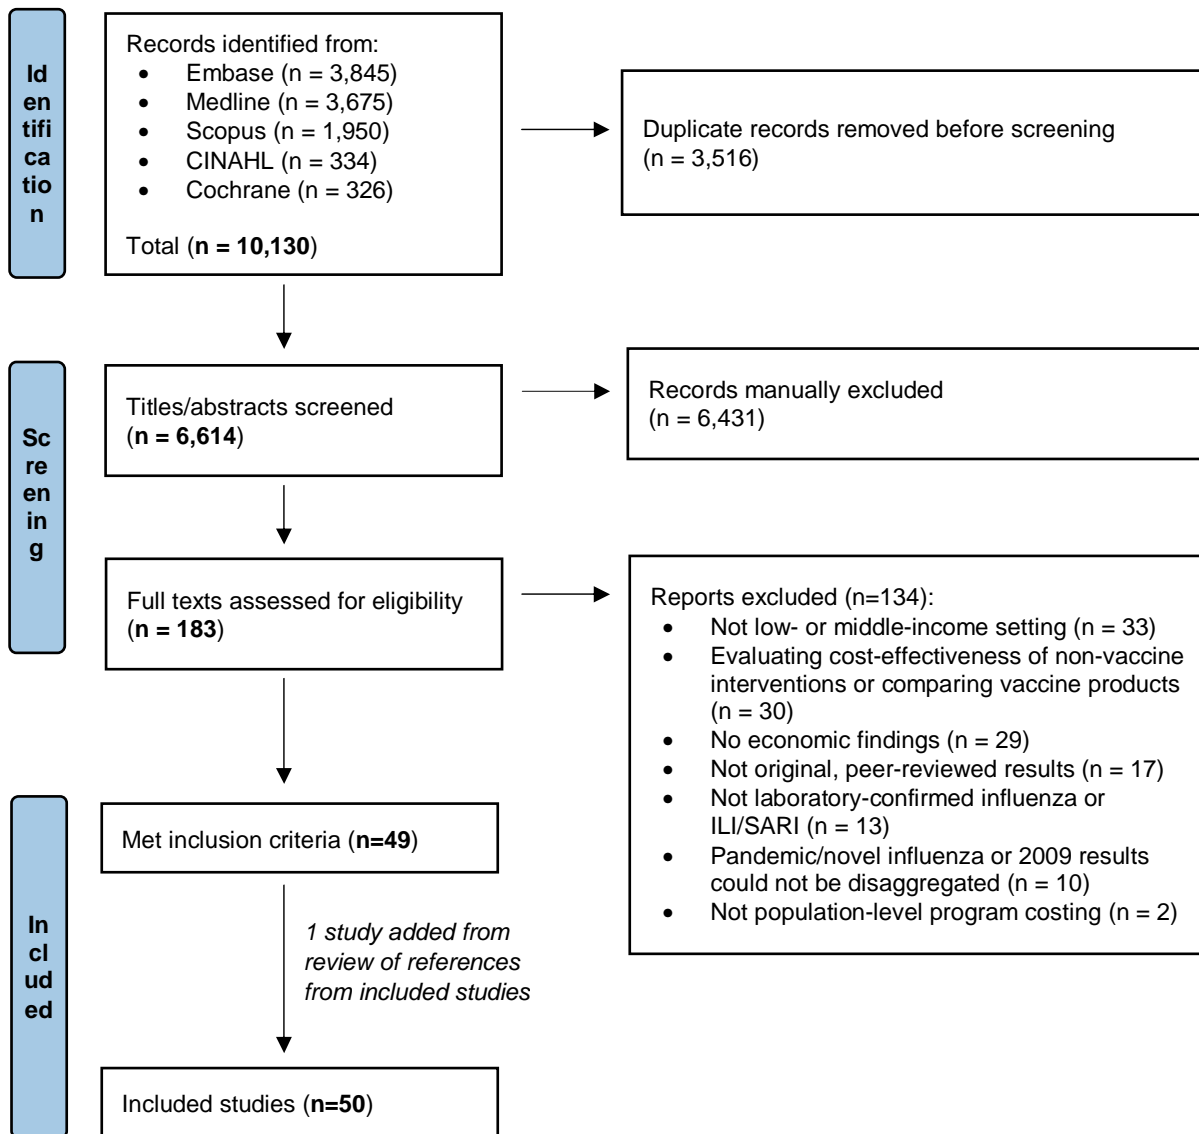 Id
en
tifi
ca
tio
n
Records identified from:
• Embase (n = 3,845)
• Medline (n = 3,675)
• Scopus (n = 1,950)
• CINAHL (n = 334)
• Cochrane (n = 326)
Total (n = 10,130)
Duplicate records removed before screening
(n = 3,516)
Sc
re
en
in
g
Titles/abstracts screened
(n = 6,614)
Records manually excluded
(n = 6,431)
Full texts assessed for eligibility
(n = 183)
Reports excluded (n=134):
• Not low- or middle-income setting (n = 33)
• Evaluating cost-effectiveness of non-vaccine
interventions or comparing vaccine products
(n = 30)
• No economic findings (n = 29)
• Not original, peer-reviewed results (n = 17)
• Not laboratory-confirmed influenza or
ILI/SARI (n = 13)
• Pandemic/novel influenza or 2009 results
could not be disaggregated (n = 10)
• Not population-level program costing (n = 2)
In
cl
ud
ed
Met inclusion criteria (n=49)
1 study added from
review of references
from included studies
Included studies (n=50)